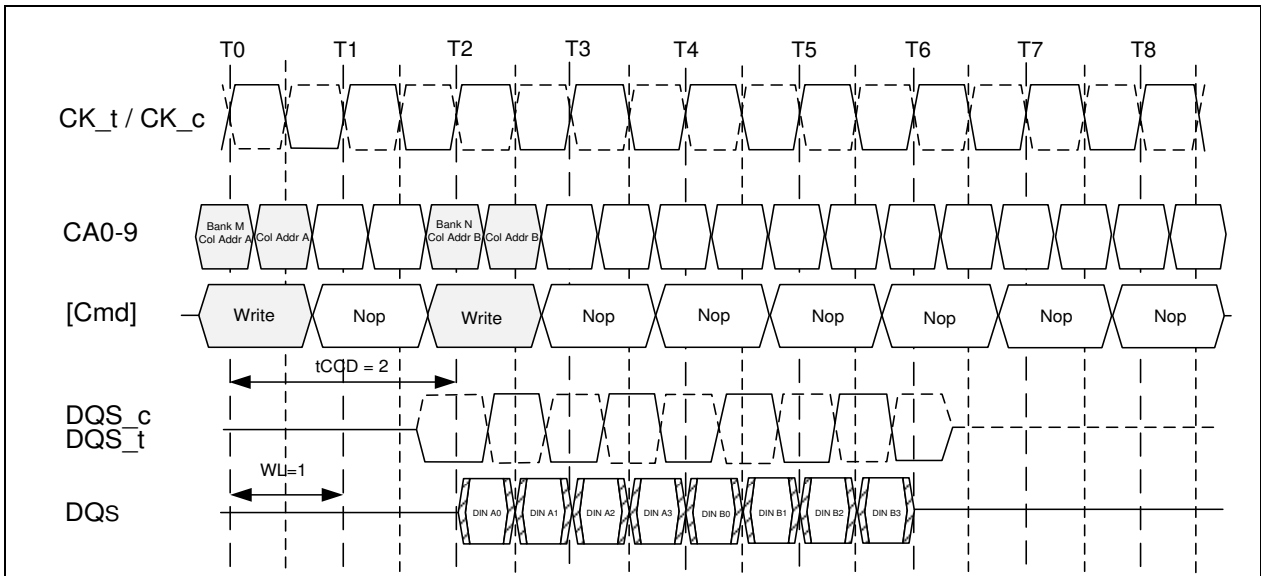 T0 T1 T2 T3 T4 T5 T6 T7 T8
CK_t / CK_c
CA0-9
Bank M
Col Addr A
Col Addr A
Bank N
Col Addr B
Col Addr B
[Cmd]
Write Nop Write Nop Nop Nop Nop Nop Nop
tCCD = 2
DQS_c
DQS_t
WL=1
DQs
DIN A0 DIN A1 DIN A2 DIN A3 DIN B0 DIN B1 DIN B2 DIN B3